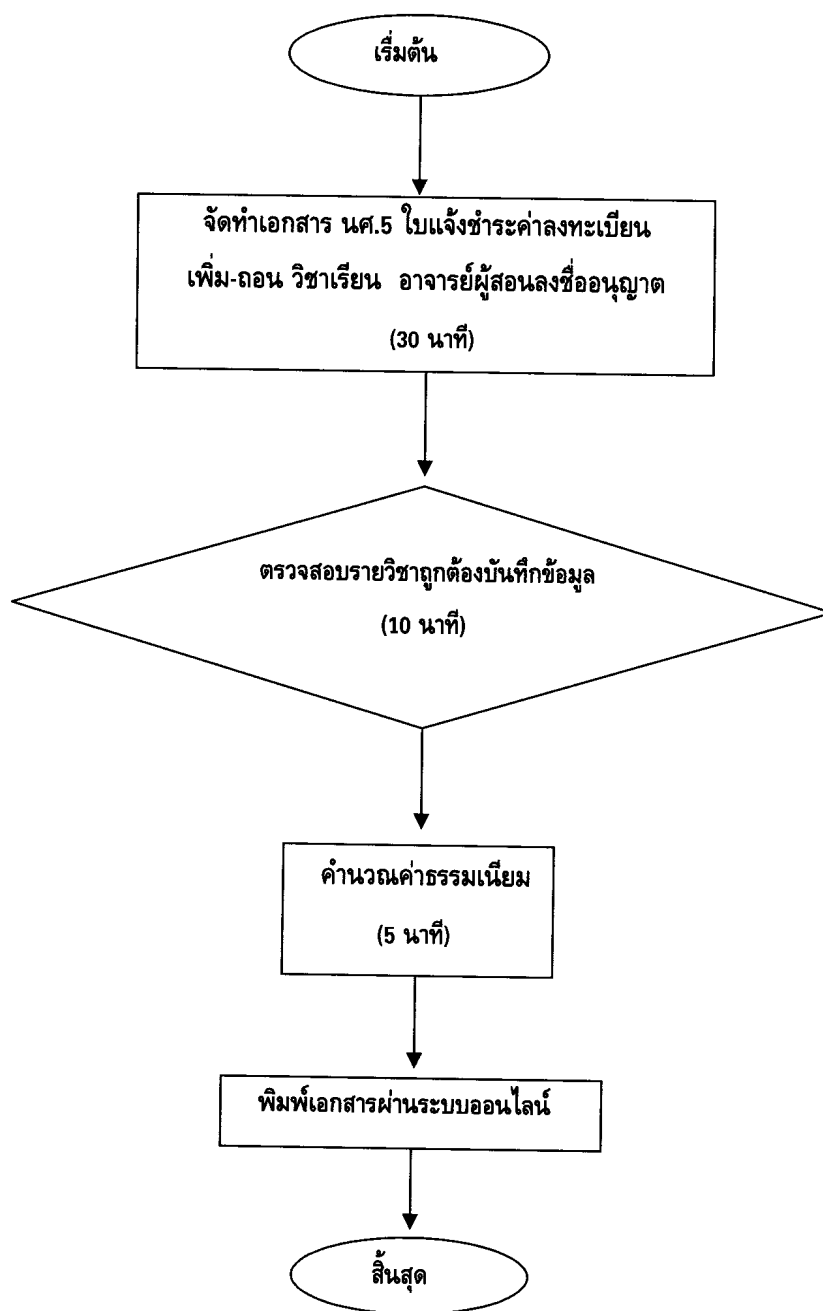 เริ่มต้น
จัดทำเอกสาร นศ.5 ใบแจ้งชำระค่าลงทะเบียน
เพิ่ม-ถอน วิชาเรียน อาจารย์ผู้สอนลงชื่ออนุญาต
(30 นาที)
ตรวจสอบรายวิชาถูกต้องบันทึกข้อมูล
(10 นาที)
คำนวณค่าธรรมเนียม
(5 นาที)
พิมพ์เอกสารผ่านระบบออนไลน์
สิ้นสุด